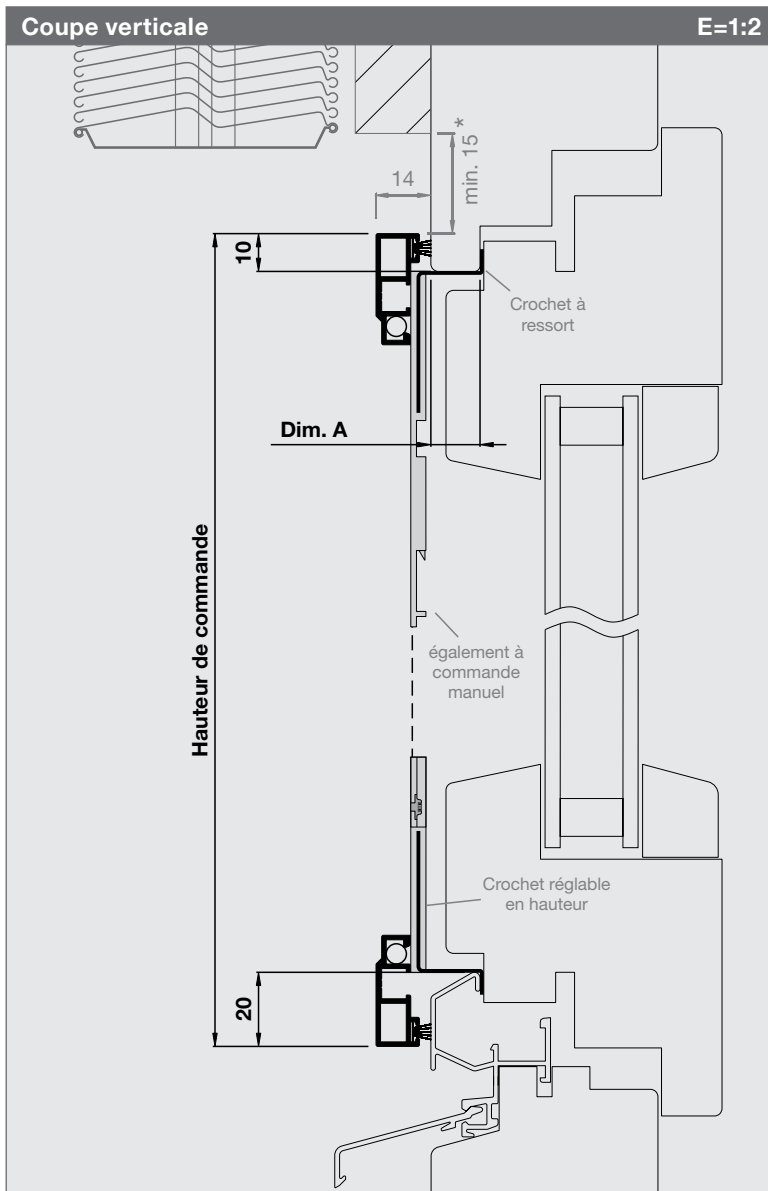 Coupe verticale
E=1:2
14
min. 15*
10
Crochet à
ressort
Dim. A
Hauteur de commande
également à
commande
manuel
Crochet réglable
en hauteur
20